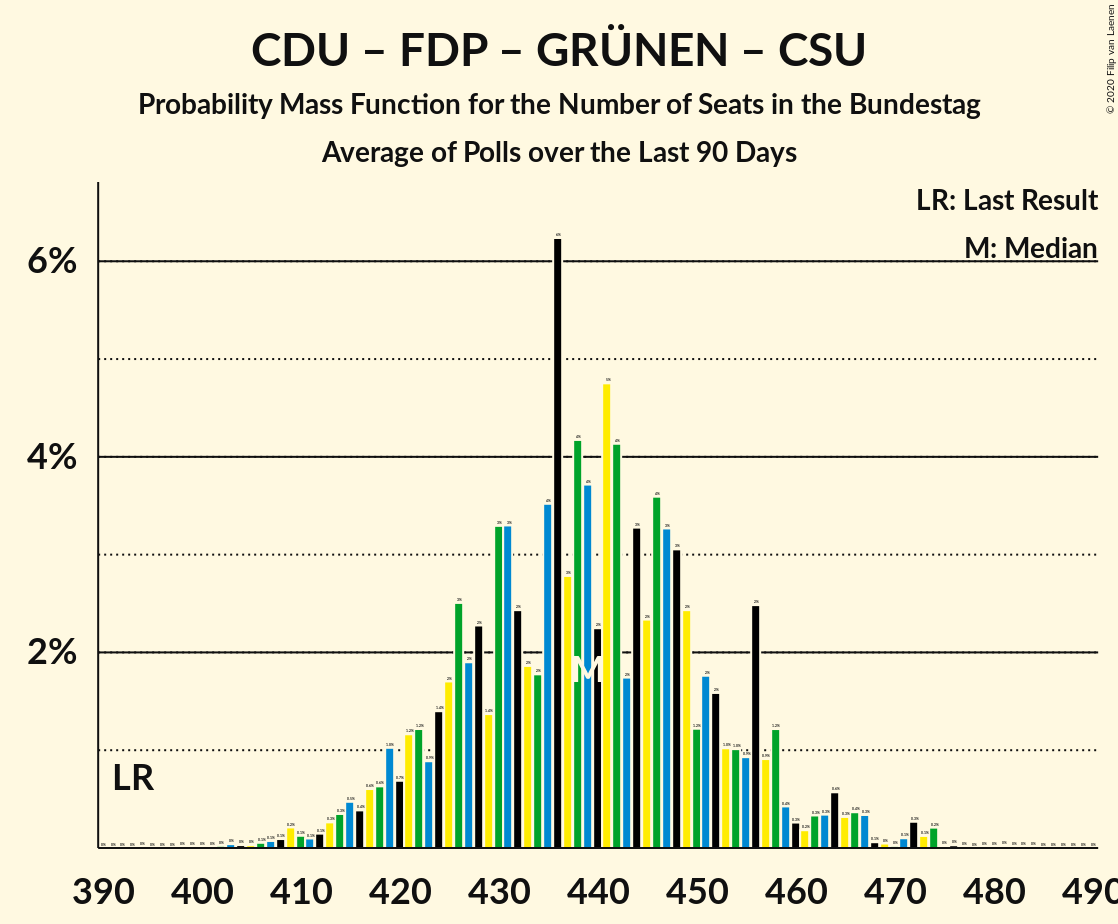 CDU – FDP – GRÜNEN – CSU
Probability Mass Function for the Number of Seats in the Bundestag
Average of Polls over the Last 90 Days
© 2020 Filip van Laenen
LR: Last Result
M: Median
6%
4%
2%
LR
M
390 400 410 420 430 440 450 460 470 480 490